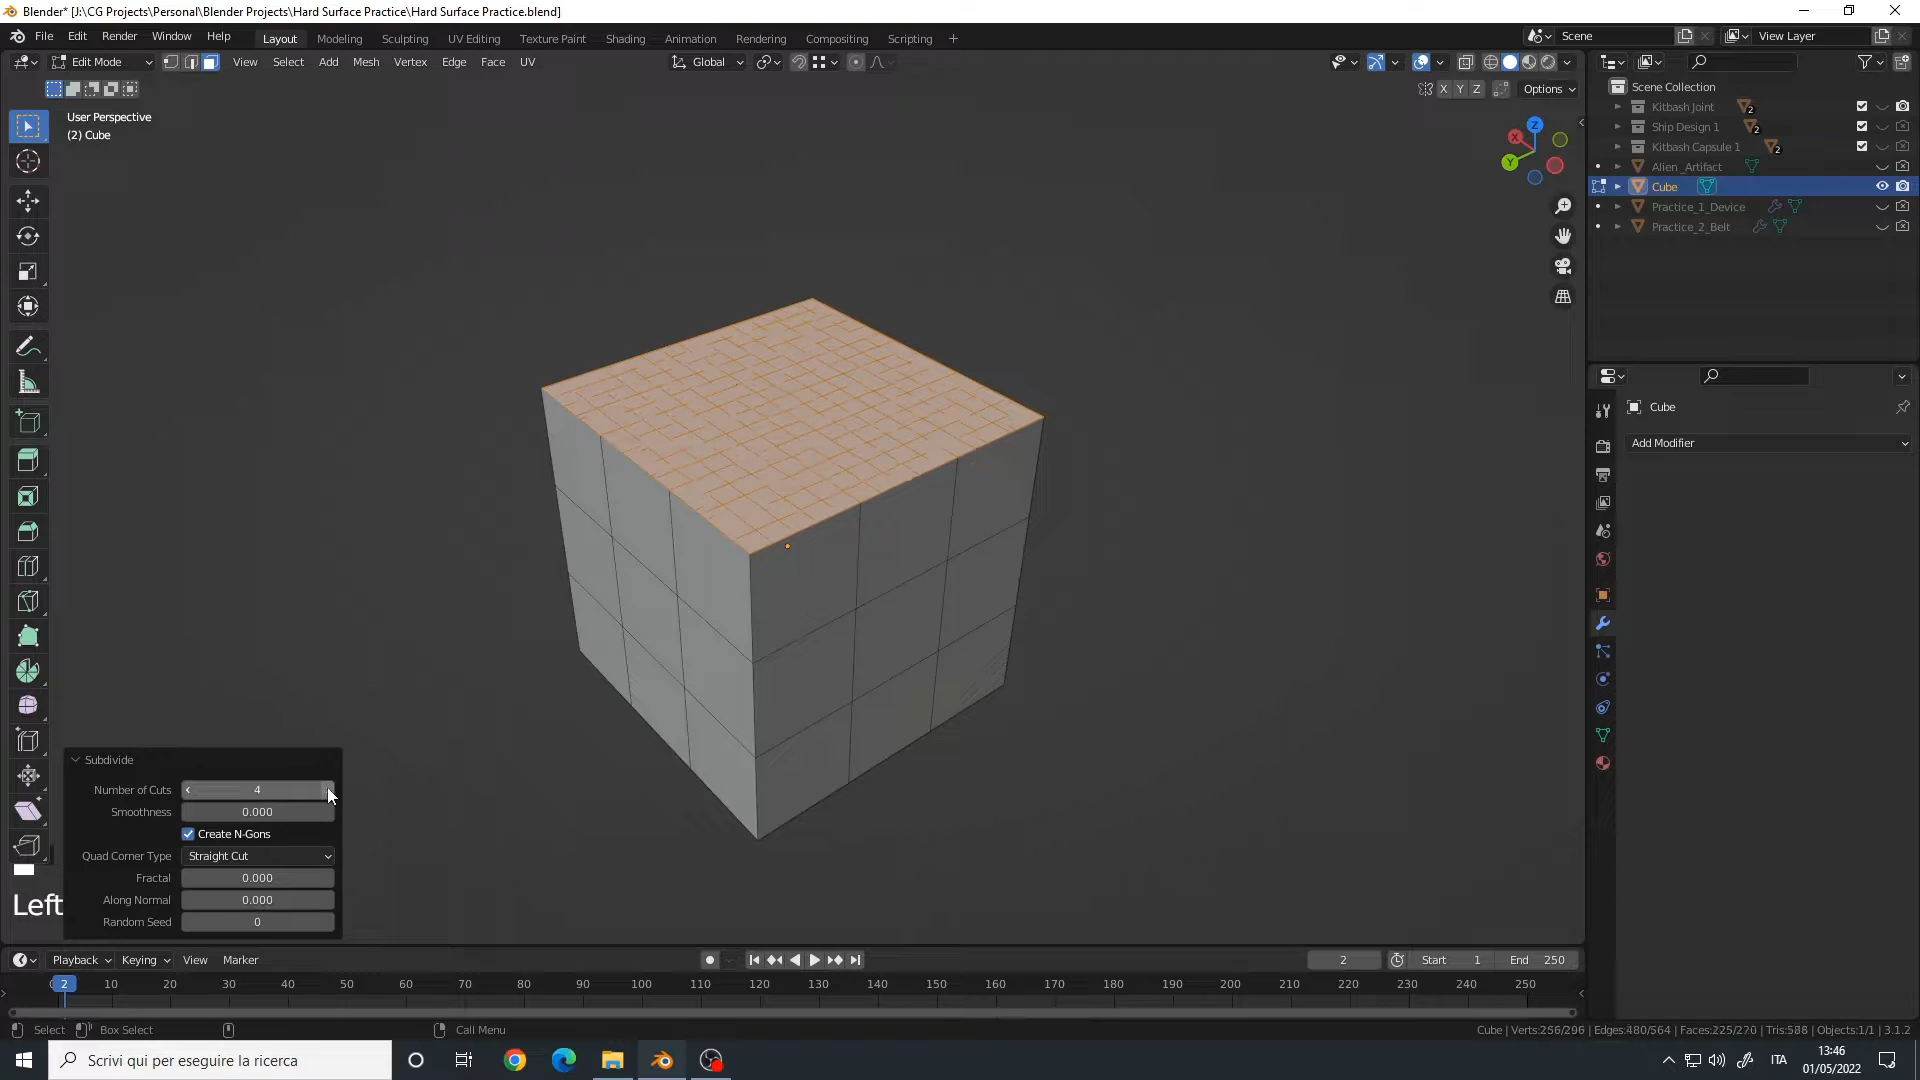 Blender* [J:\CG Projects\Personal\Blender Projects\Hard Surface Practice\Hard Surface Practice.blend]
File Edit Render Window Help Layout Modeling Sculpting UV Editing Texture Paint Shading Animation Rendering Compositing Scripting + Scene View Layer
Edit Mode View Select Add Mesh Vertex Edge Face UV Global
X Y Z Options
User Perspective
(2) Cube
Z
X
Y
Scene Collection
Kitbash Joint 2
Ship Design 1 2
Kitbash Capsule 1 2
Alien _Artifact
Cube
Practice_1_Device
Practice_2_Belt
Cube
Add Modifier
Subdivide
Number of Cuts 4
Smoothness 0.000
Create N-Gons
Quad Corner Type Straight Cut
Fractal 0.000
Along Normal 0.000
Random Seed 0
Left
Playback Keying View Marker 2 Start 1 End 250
2 10 20 30 40 50 60 70 80 90 100 110 120 130 140 150 160 170 180 190 200 210 220 230 240 250
Select Box Select Call Menu Cube | Verts:256/296 | Edges:480/564 | Faces:225/270 | Tris:588 | Objects:1/1 | 3.1.2
Scrivi qui per eseguire la ricerca ITA 13:46
01/05/2022